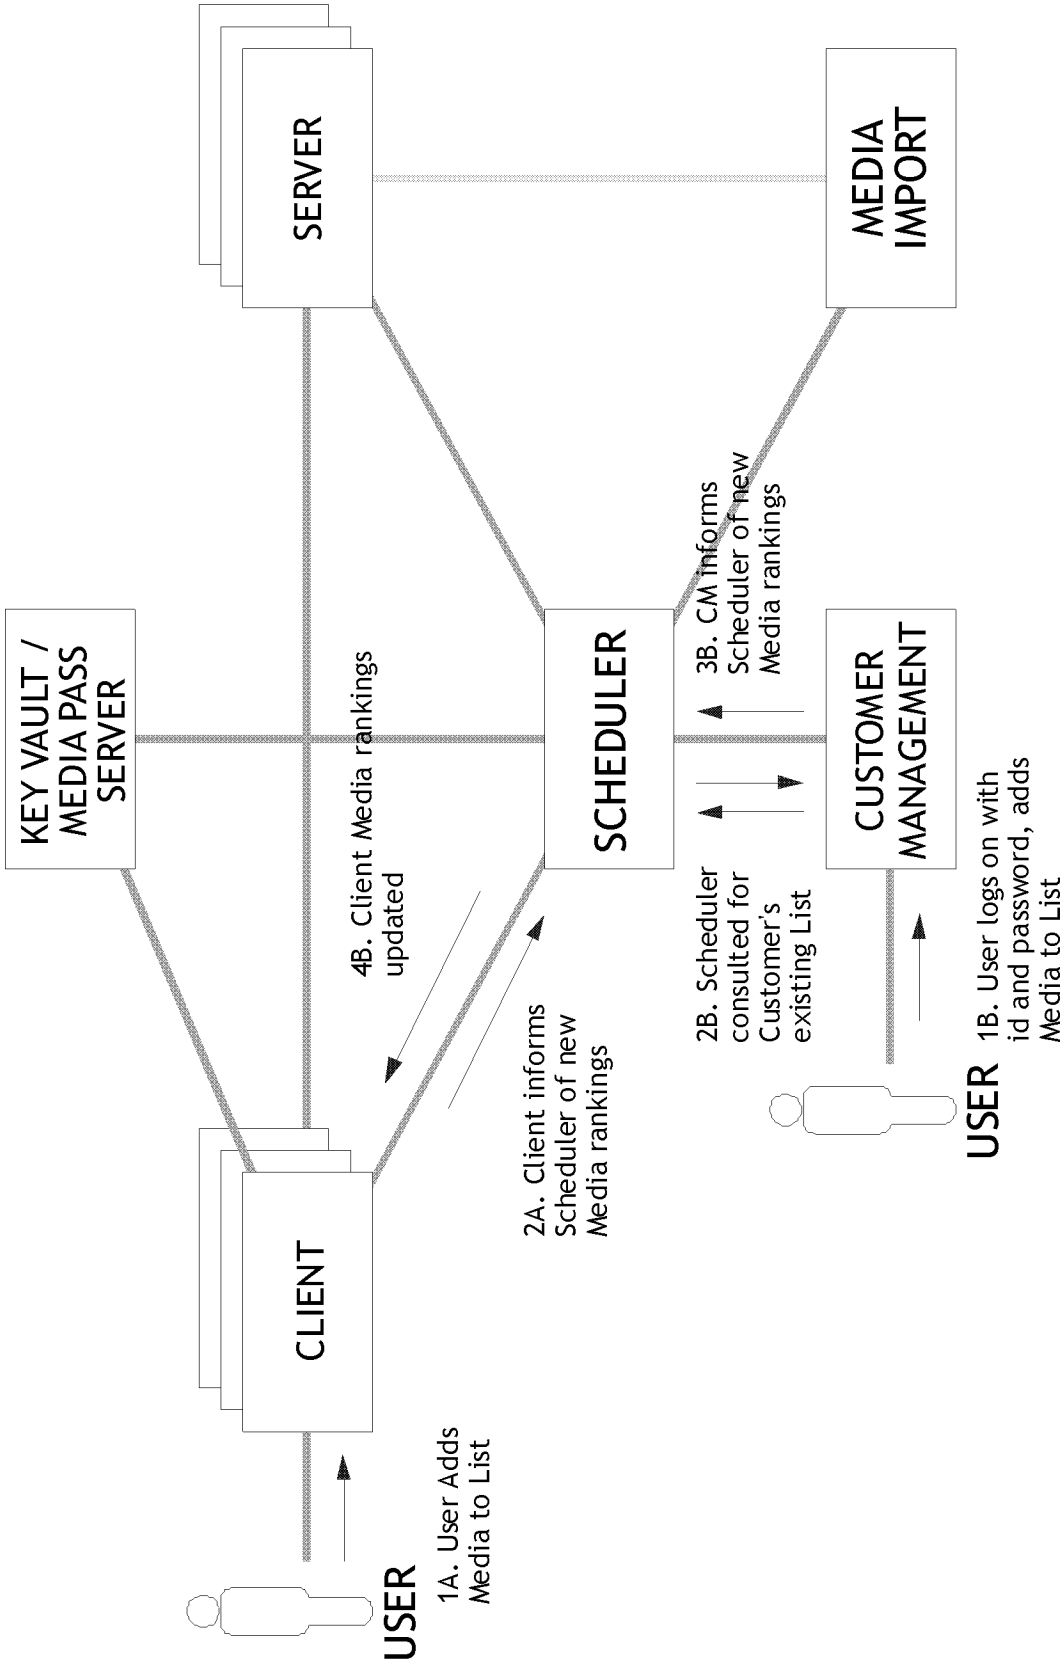 KEY VAULT /
MEDIA PASS
SERVER
CLIENT
SERVER
USER
1A. User Adds
Media to List
4B. Client Media rankings
updated
2A. Client informs
Scheduler of new
Media rankings
SCHEDULER
2B. Scheduler
consulted for
Customer's
existing List
3B. CM informs
Scheduler of new
Media rankings
USER
1B. User logs on with
id and password, adds
Media to List
CUSTOMER
MANAGEMENT
MEDIA
IMPORT